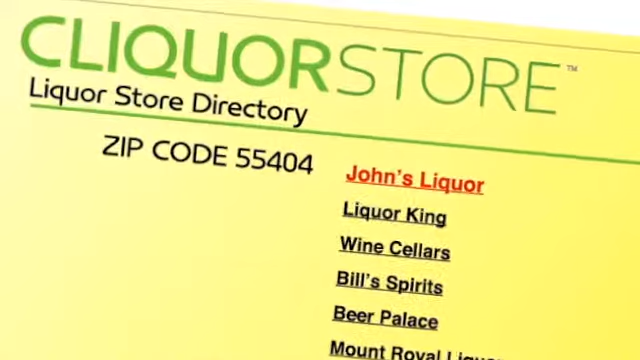 CLIQUORSTORE™
Liquor Store Directory
ZIP CODE 55404
John's Liquor
Liquor King
Wine Cellars
Bill's Spirits
Beer Palace
Mount Royal Liquo